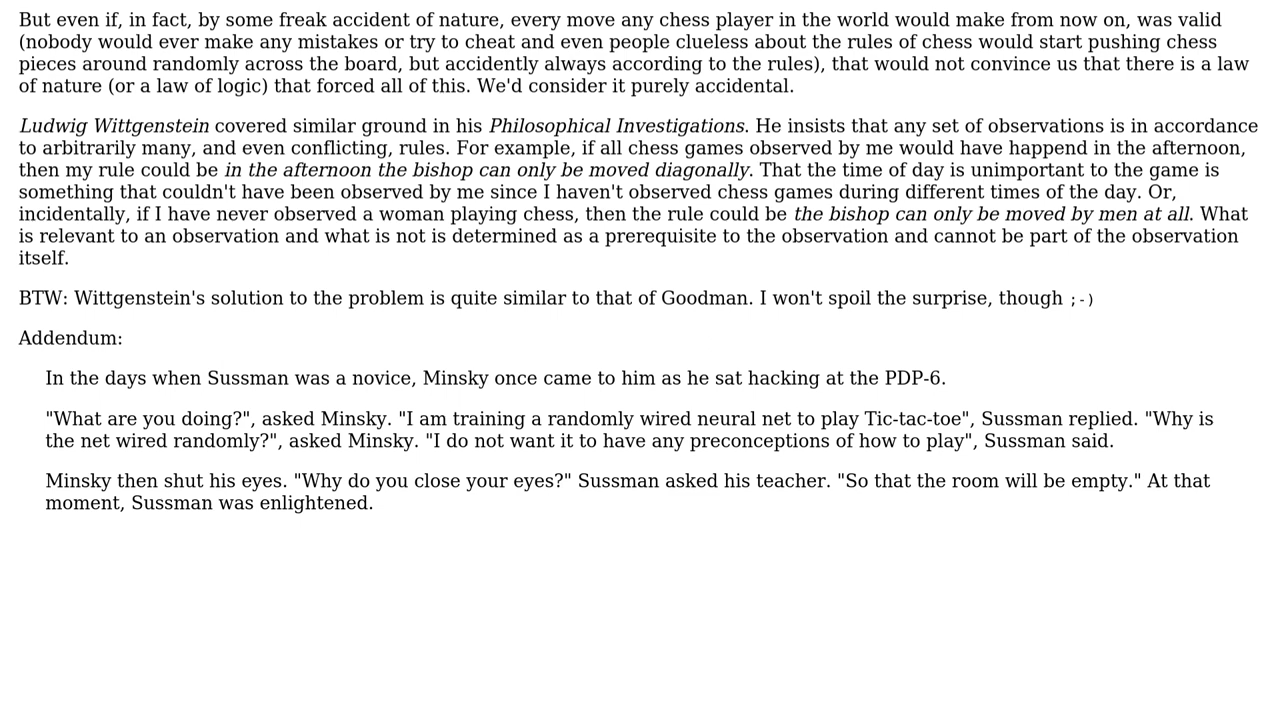 But even if, in fact, by some freak accident of nature, every move any chess player in the world would make from now on, was valid
(nobody would ever make any mistakes or try to cheat and even people clueless about the rules of chess would start pushing chess
pieces around randomly across the board, but accidently always according to the rules), that would not convince us that there is a law
of nature (or a law of logic) that forced all of this. We'd consider it purely accidental.
Ludwig Wittgenstein covered similar ground in his Philosophical Investigations. He insists that any set of observations is in accordance
to arbitrarily many, and even conflicting, rules. For example, if all chess games observed by me would have happend in the afternoon,
then my rule could be in the afternoon the bishop can only be moved diagonally. That the time of day is unimportant to the game is
something that couldn't have been observed by me since I haven't observed chess games during different times of the day. Or,
incidentally, if I have never observed a woman playing chess, then the rule could be the bishop can only be moved by men at all. What
is relevant to an observation and what is not is determined as a prerequisite to the observation and cannot be part of the observation
itself.
BTW: Wittgenstein's solution to the problem is quite similar to that of Goodman. I won't spoil the surprise, though ;-)
Addendum:
In the days when Sussman was a novice, Minsky once came to him as he sat hacking at the PDP-6.
"What are you doing?", asked Minsky. "I am training a randomly wired neural net to play Tic-tac-toe", Sussman replied. "Why is
the net wired randomly?", asked Minsky. "I do not want it to have any preconceptions of how to play", Sussman said.
Minsky then shut his eyes. "Why do you close your eyes?" Sussman asked his teacher. "So that the room will be empty." At that
moment, Sussman was enlightened.